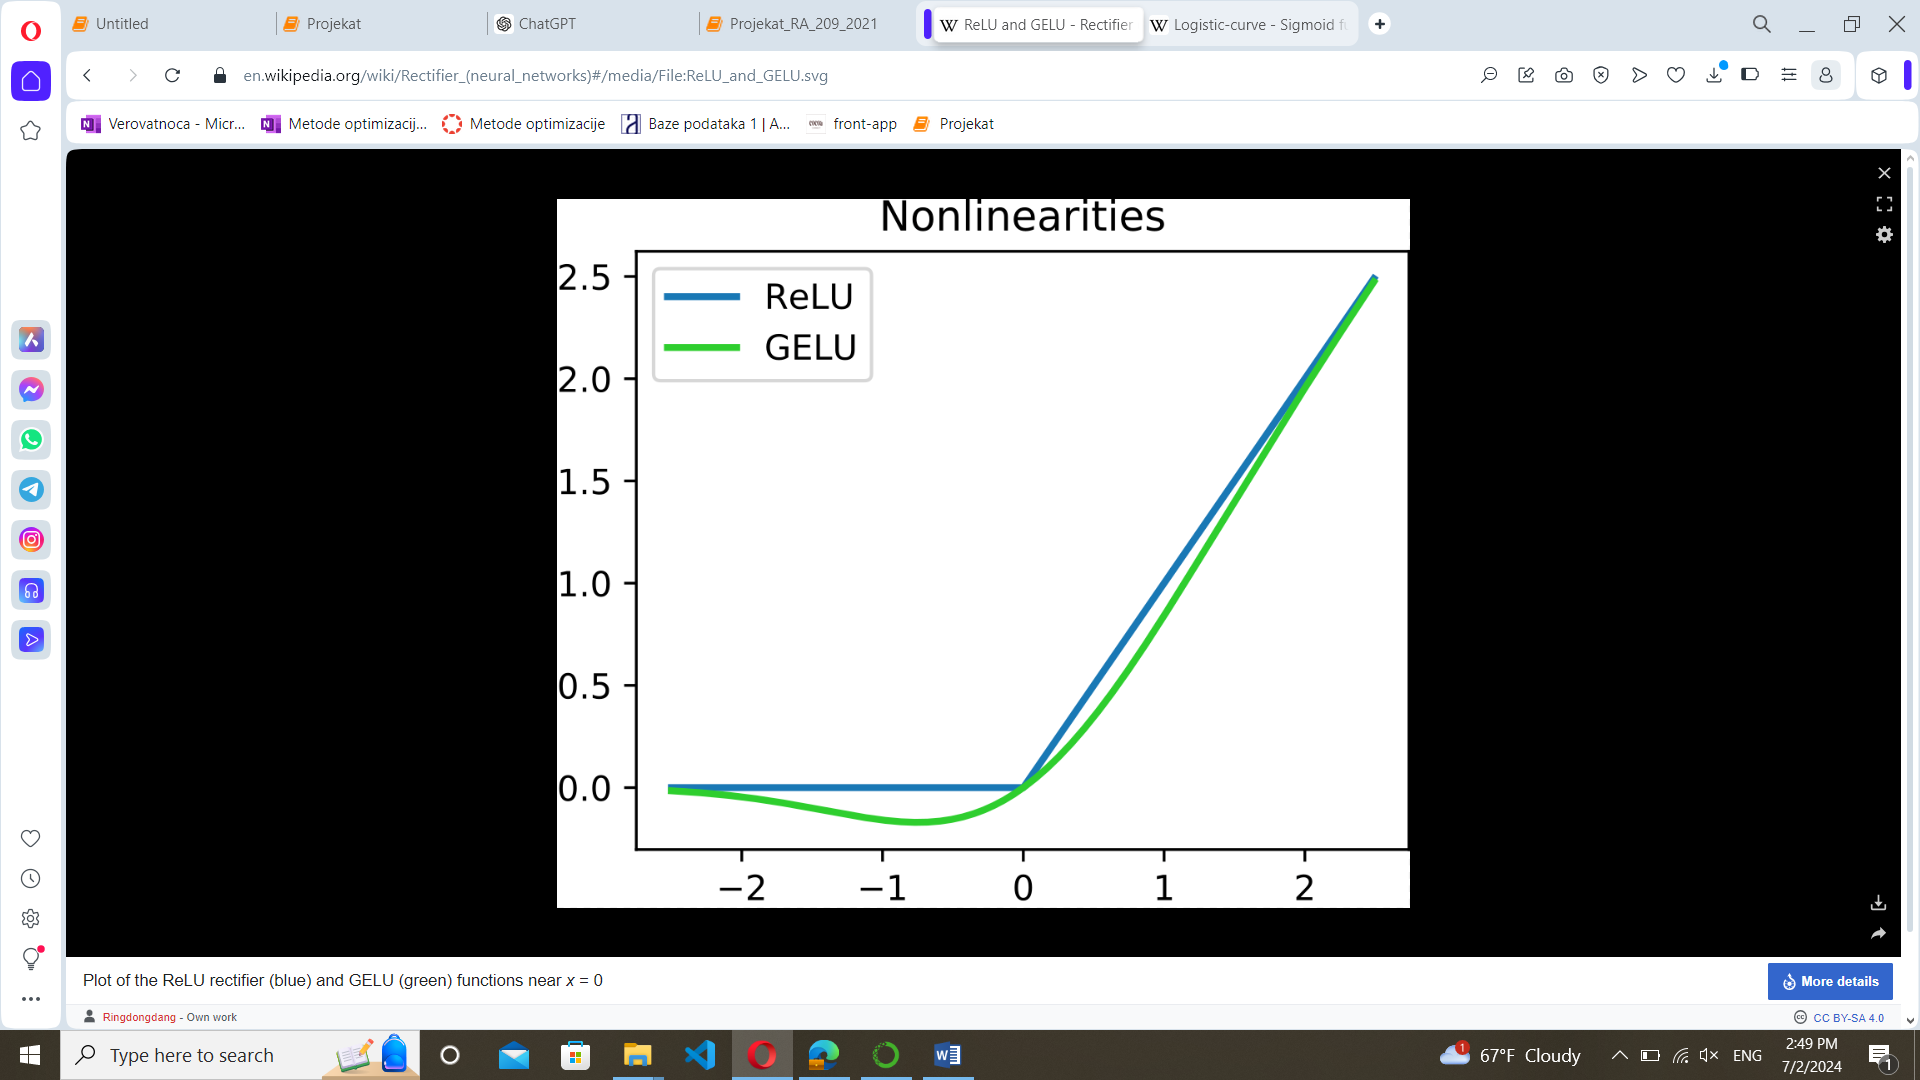 Untitled
Projekat
ChatGPT
Projekat_RA_209_2021
ReLU and GELU - Rectifier
Logistic-curve - Sigmoid fu
en.wikipedia.org/wiki/Rectifier_(neural_networks)#/media/File:ReLU_and_GELU.svg
Verovatnoca - Micr...
Metode optimizacij...
Metode optimizacije
Baze podataka 1 | A...
front-app
Projekat
Nonlinearities
ReLU
GELU
2.5
2.0
1.5
1.0
0.5
0.0
−2
−1
0
1
2
Plot of the ReLU rectifier (blue) and GELU (green) functions near x = 0
More details
Ringdongdang - Own work
CC BY-SA 4.0
Type here to search
1
67°F Cloudy
ENG
2:49 PM
7/2/2024
1